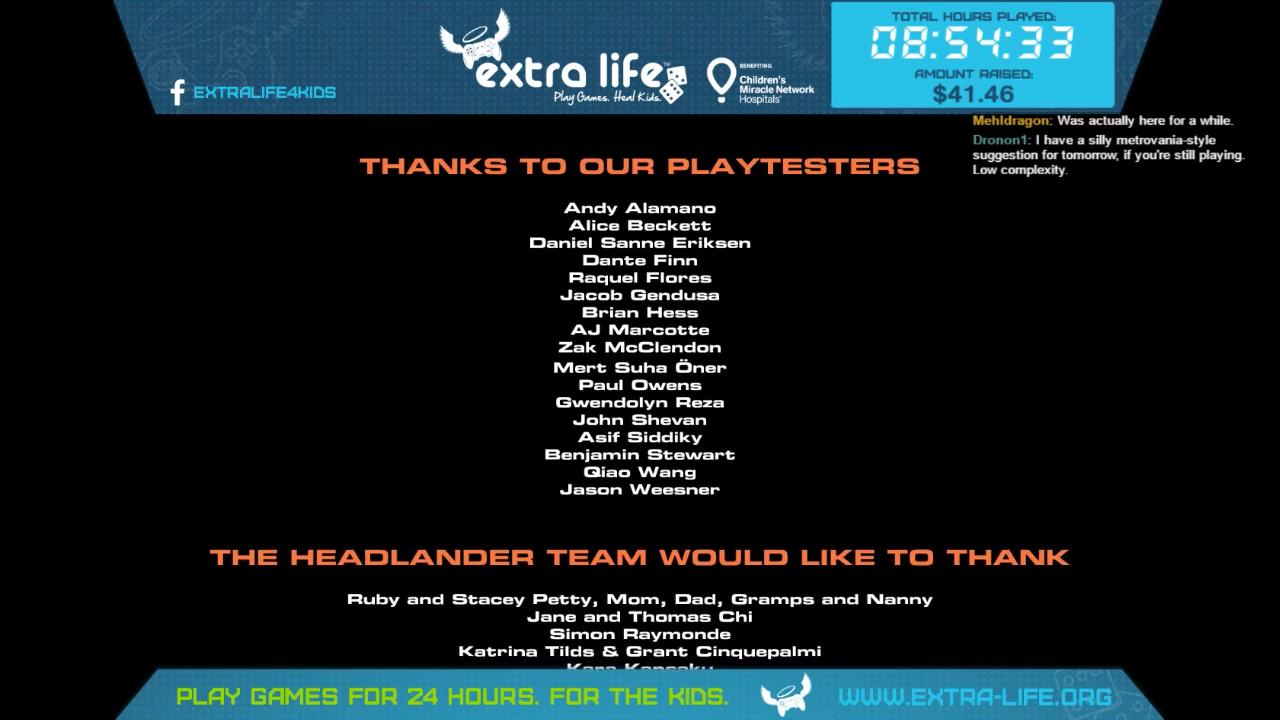 TOTAL HOURS PLAYED:
08:54:33
AMOUNT RAISED:
$41.46
extra life™
Play Games. Heal Kids.
BENEFITING
Children's
Miracle Network
Hospitals
EXTRALIFE4KIDS
Mehldragon: Was actually here for a while.
Dronon1: I have a silly metrovania-style
suggestion for tomorrow, if you're still playing.
Low complexity.
THANKS TO OUR PLAYTESTERS
Andy Alamano
Alice Beckett
Daniel Sanne Eriksen
Dante Finn
Raquel Flores
Jacob Gendusa
Brian Hess
AJ Marcotte
Zak McClendon
Mert Suha Öner
Paul Owens
Gwendolyn Reza
John Shevan
Asif Siddiky
Benjamin Stewart
Qiao Wang
Jason Weesner
THE HEADLANDER TEAM WOULD LIKE TO THANK
Ruby and Stacey Petty, Mom, Dad, Gramps and Nanny
Jane and Thomas Chi
Simon Raymonde
Katrina Tilds & Grant Cinquepalmi
PLAY GAMES FOR 24 HOURS. FOR THE KIDS.
WWW.EXTRA-LIFE.ORG